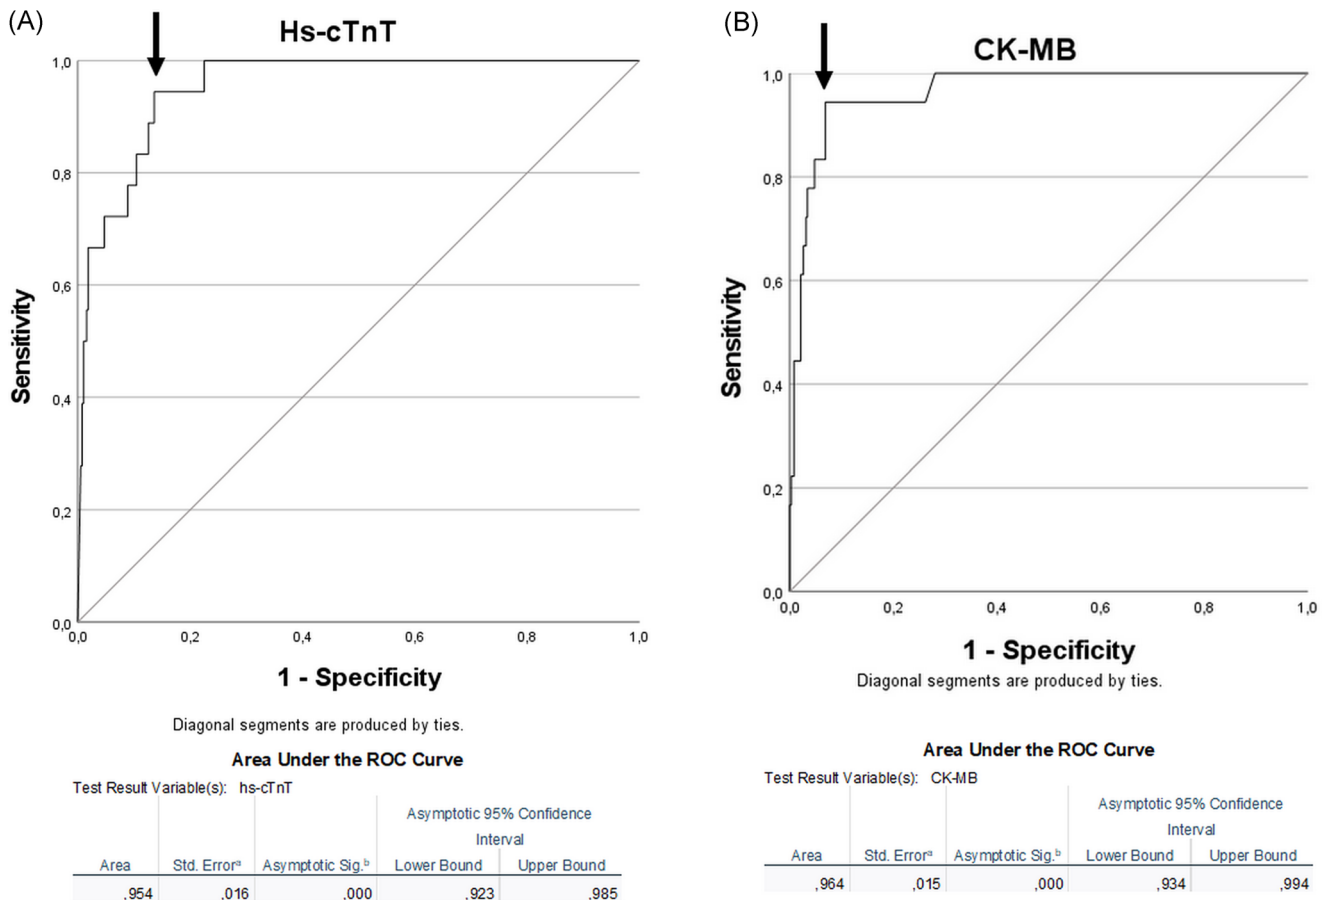 (A)
Hs-cTnT
1,0
0,8
0,6
0,4
0,2
0,0
Sensitivity
0,0 0,2 0,4 0,6 0,8 1,0
1 - Specificity
Diagonal segments are produced by ties.
Area Under the ROC Curve
Test Result Variable(s): hs-cTnT
Asymptotic 95% Confidence
Interval
Area Std. Errorᵃ Asymptotic Sig.ᵇ Lower Bound Upper Bound
,954 ,016 ,000 ,923 ,985
(B)
CK-MB
1,0
0,8
0,6
0,4
0,2
0,0
Sensitivity
0,0 0,2 0,4 0,6 0,8 1,0
1 - Specificity
Diagonal segments are produced by ties.
Area Under the ROC Curve
Test Result Variable(s): CK-MB
Asymptotic 95% Confidence
Interval
Area Std. Errorᵃ Asymptotic Sig.ᵇ Lower Bound Upper Bound
,964 ,015 ,000 ,934 ,994